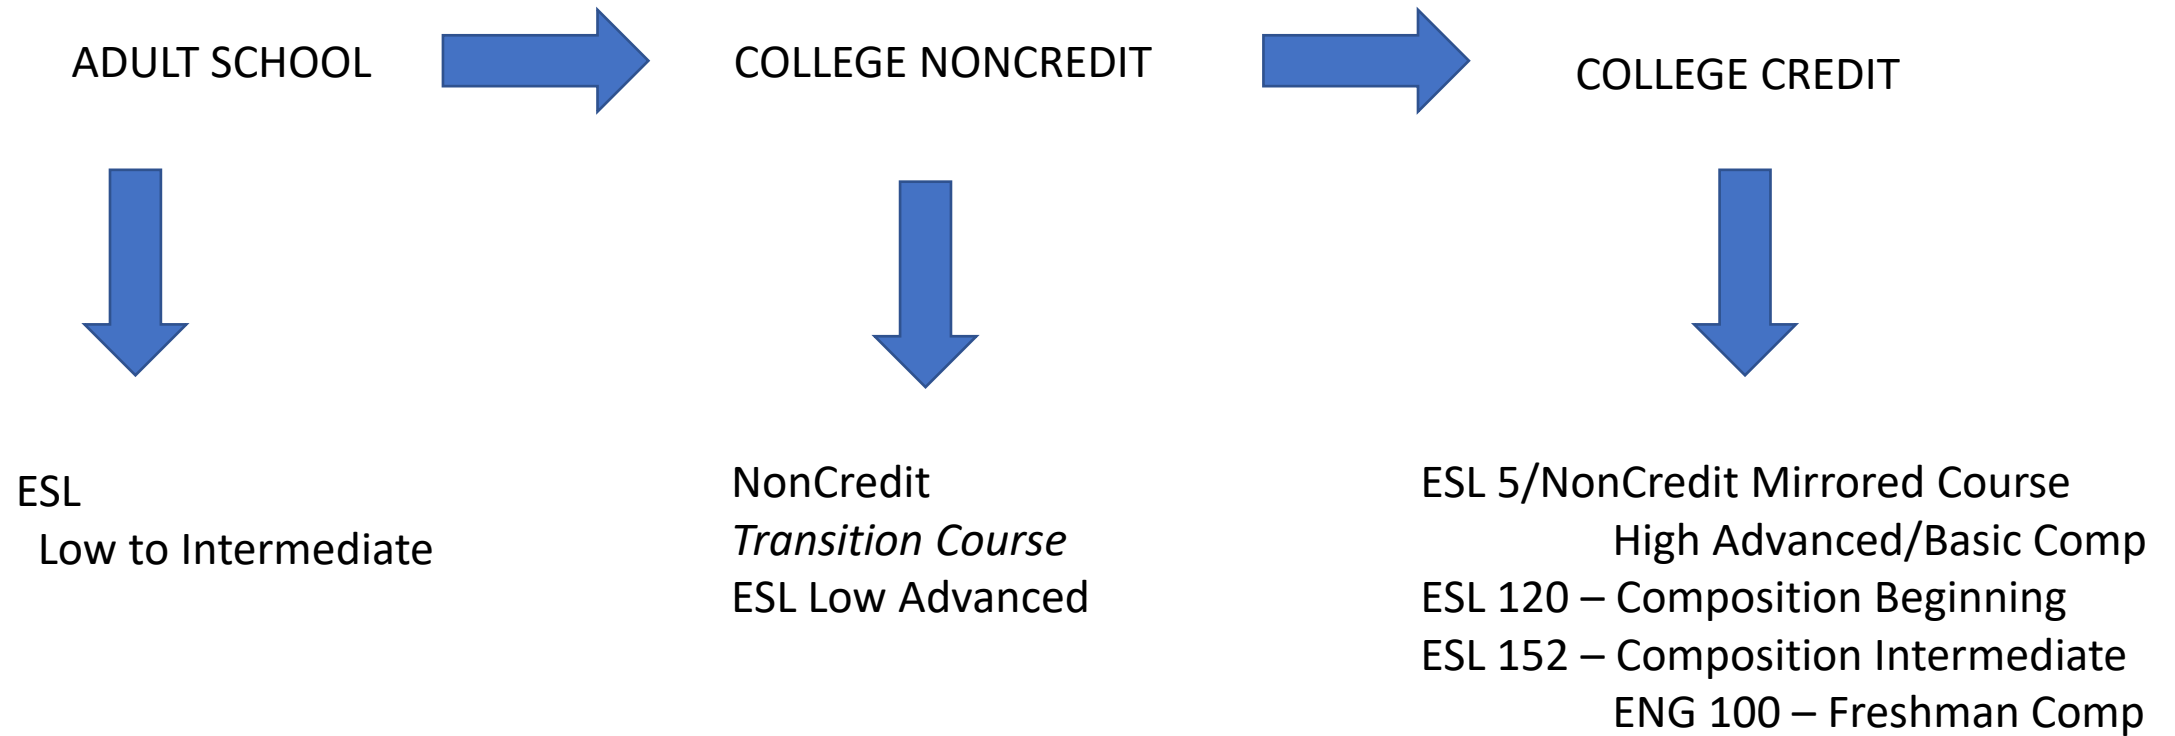 ADULT SCHOOL
COLLEGE NONCREDIT
COLLEGE CREDIT
ESL
Low to Intermediate
NonCredit
Transition Course
ESL Low Advanced
ESL 5/NonCredit Mirrored Course
High Advanced/Basic Comp
ESL 120 – Composition Beginning
ESL 152 – Composition Intermediate
ENG 100 – Freshman Comp